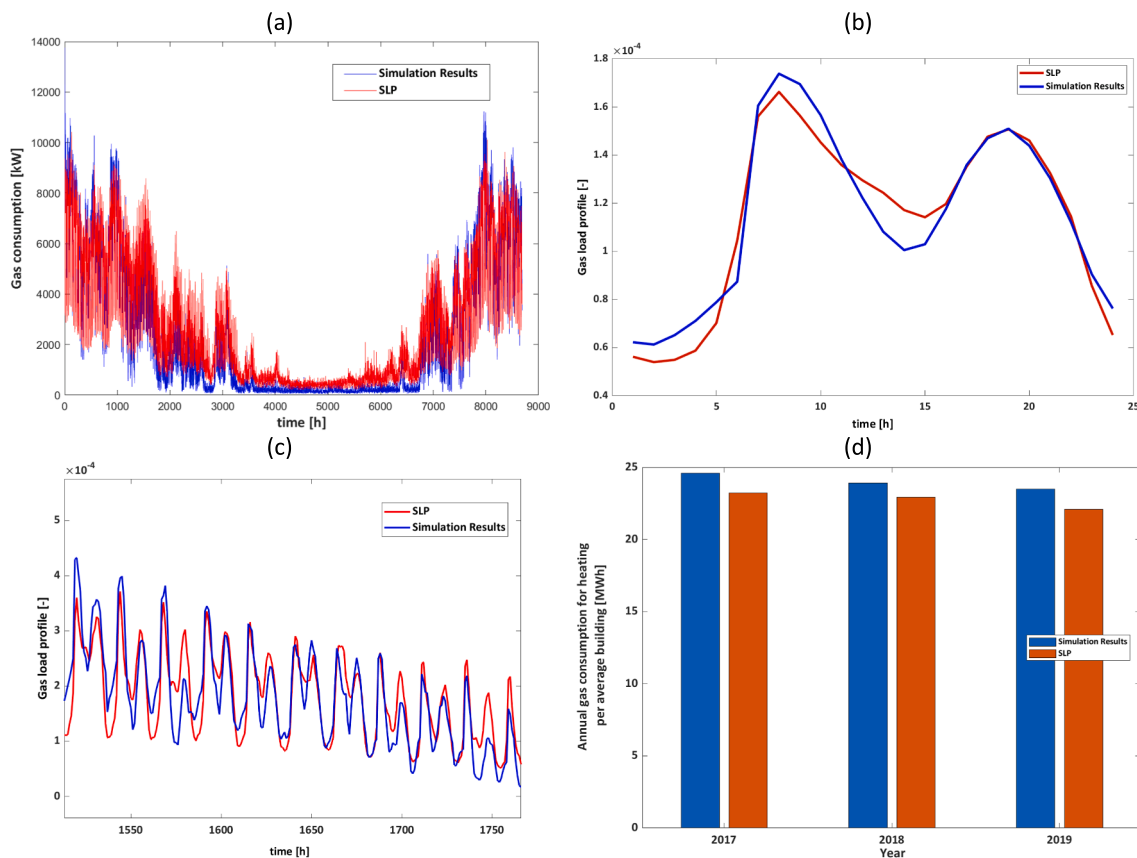 (a)
14000
12000
10000
8000
6000
4000
2000
0
Gas consumption [kW]
Simulation Results
SLP
0 1000 2000 3000 4000 5000 6000 7000 8000 9000
time [h]
(b)
×10⁻⁴
1.8
1.6
1.4
1.2
1
0.8
0.6
0.4
Gas load profile [-]
SLP
Simulation Results
0 5 10 15 20 25
time [h]
(c)
×10⁻⁴
5
4
3
2
1
0
Gas load profile [-]
SLP
Simulation Results
1550 1600 1650 1700 1750
time [h]
(d)
25
20
15
10
5
0
Annual gas consumption for heating
per average building [MWh]
Simulation Results
SLP
2017 2018 2019
Year